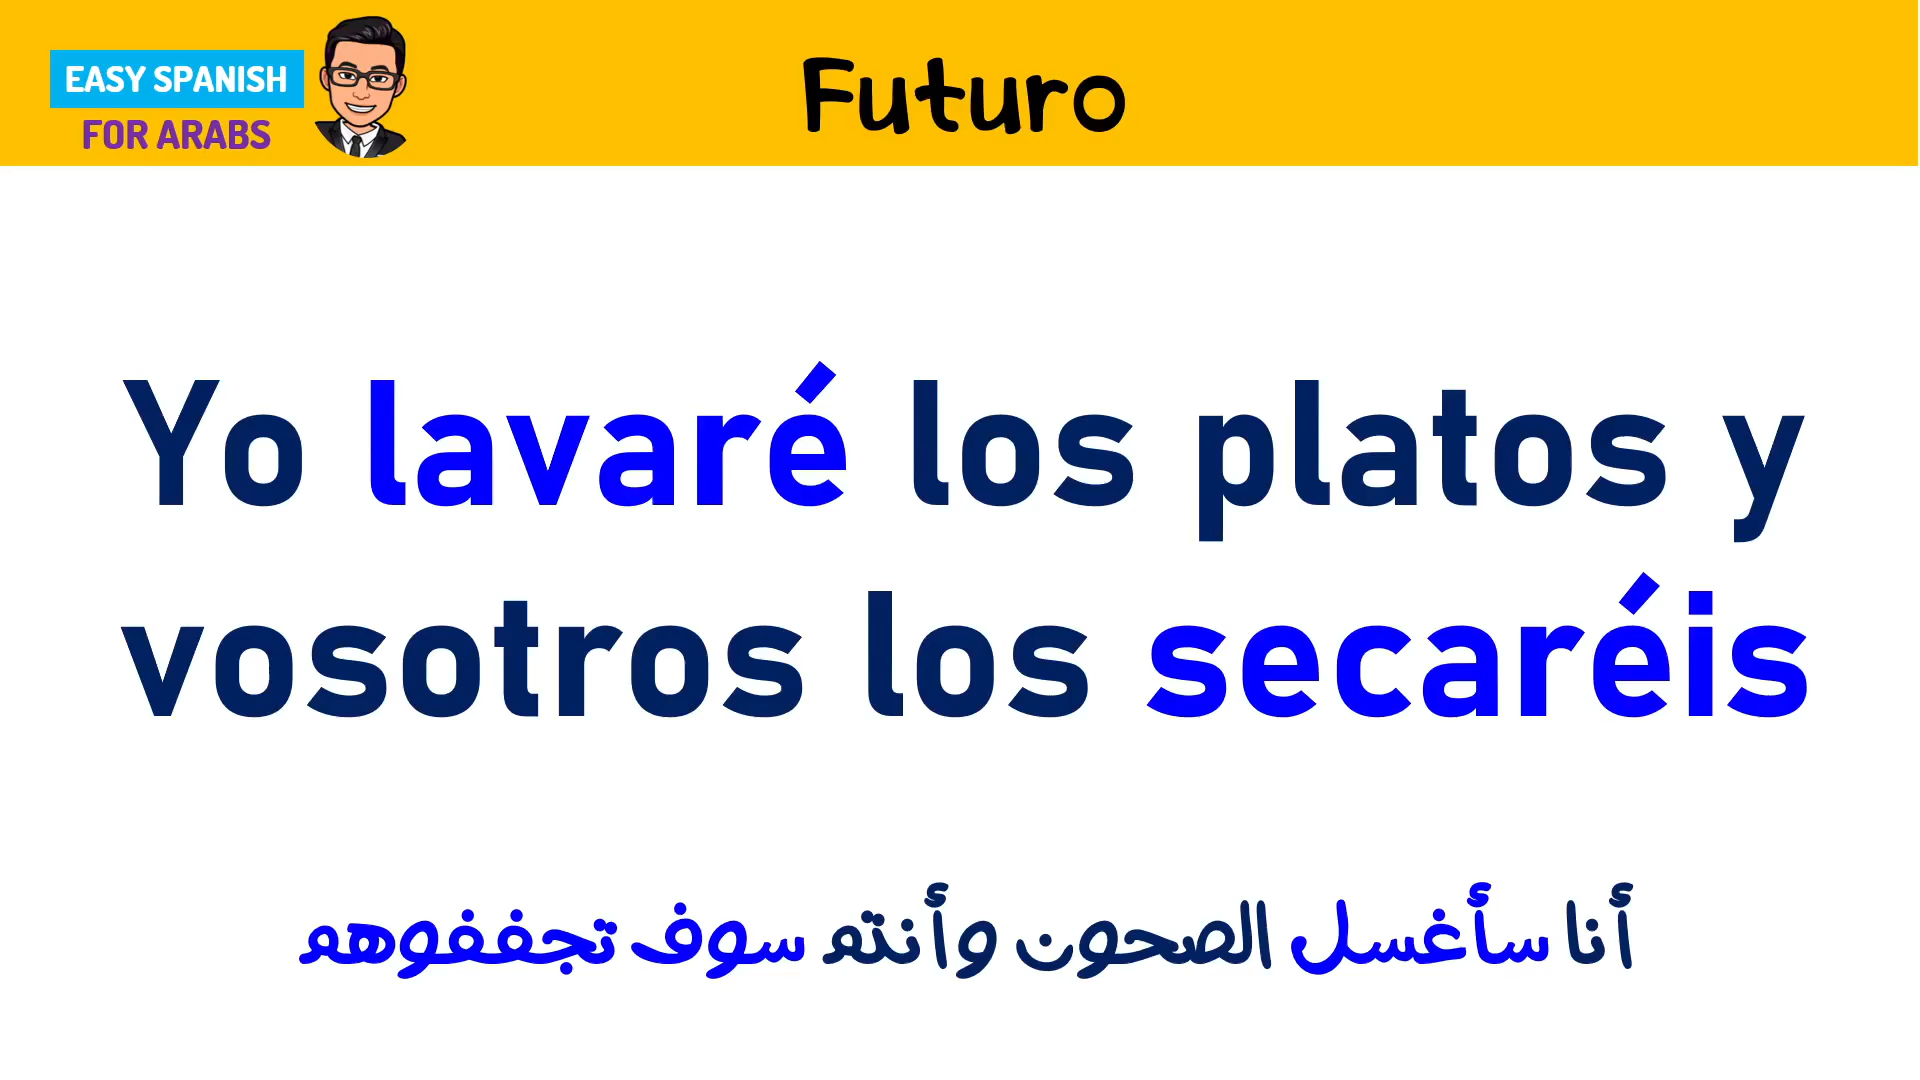 EASY SPANISH
FOR ARABS
Futuro
Yo lavaré los platos y
vosotros los secaréis
أنا سأغسل الصحون وأنتم سوف تجففوهم